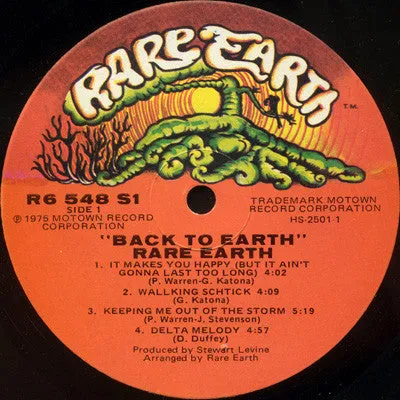 RARE EARTH
T.M.
R6 548 S1
SIDE 1
℗ 1975 MOTOWN RECORD
CORPORATION
TRADEMARK MOTOWN
RECORD CORPORATION
HS-2501-1
"BACK TO EARTH"
RARE EARTH
1. IT MAKES YOU HAPPY (BUT IT AIN'T
GONNA LAST TOO LONG) 4:02
(P. Warren-G. Katona)
2. WALLKING SCHTICK 4:09
(G. Katona)
3. KEEPING ME OUT OF THE STORM 5:19
(P. Warren-J. Stevenson)
4. DELTA MELODY 4:57
(D. Duffey)
Produced by Stewart Levine
Arranged by Rare Earth